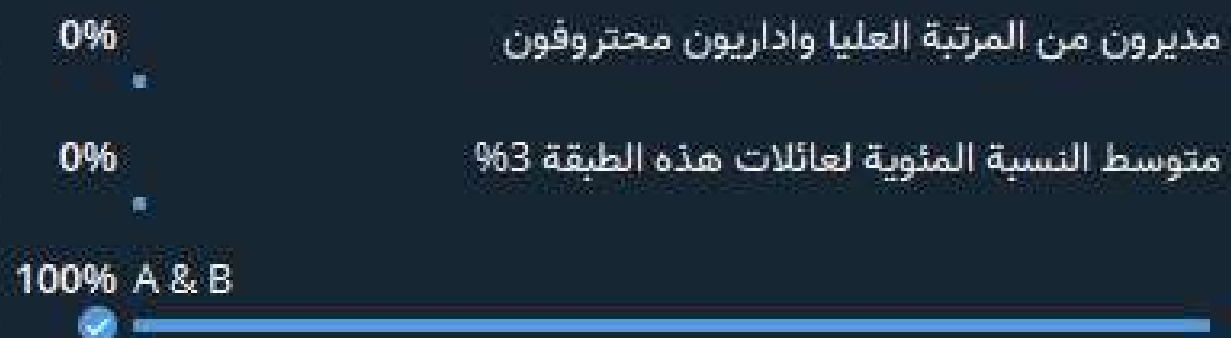 0% مديرون من المرتبة العليا واداريون محتروفون
0% متوسط النسبة المئوية لعائلات هذه الطبقة 3%
100% A & B